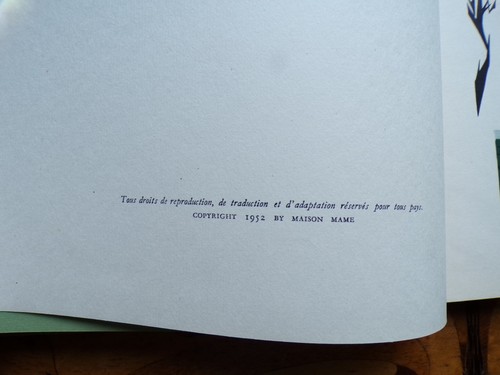 Tous droits de reproduction, de traduction et d'adaptation réservés pour tous pays.
COPYRIGHT 1952 BY MAISON MAME